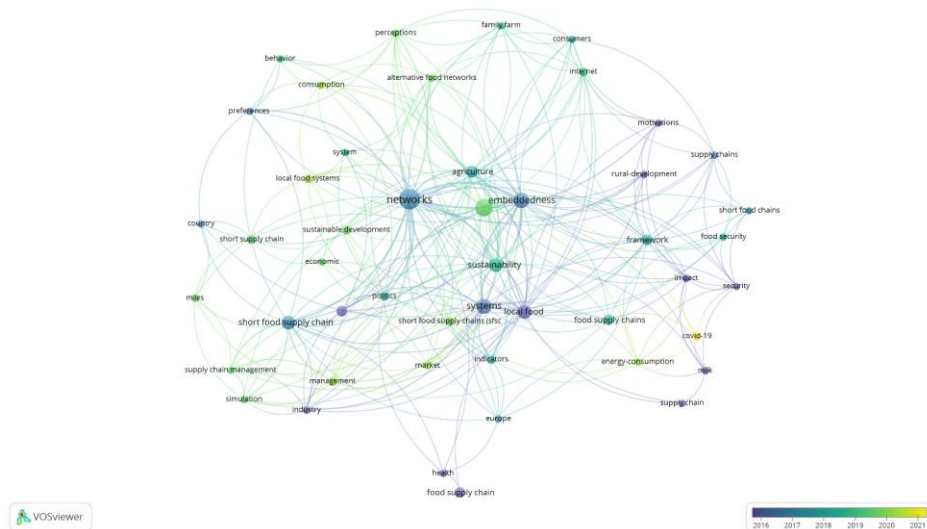 family farm
perceptions
consumers
behavior
alternative food networks
internet
consumption
preferences
motivations
system
supply chains
agriculture
rural-development
local food systems
networks
embeddedness
short food chains
country
sustainable development
short supply chain
framework
food security
economic
sustainability
impact
security
miles
politics
systems
local food
short food supply chain
short food supply chains (sfsc
food supply chains
covid-19
indicators
market
energy-consumption
supply chain management
management
risk
simulation
industry
supply chain
europe
health
food supply chain
VOSviewer
2016 2017 2018 2019 2020 2021